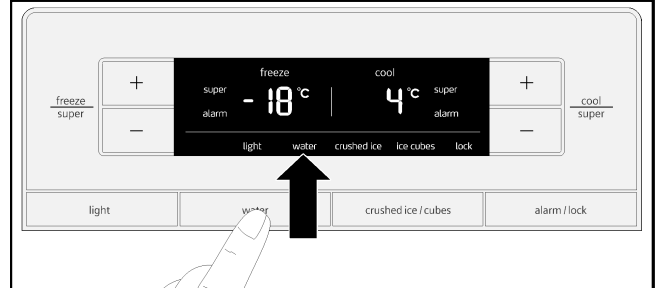 freeze
super
+
−
freeze cool
super - 18 °C 4 °C super
alarm alarm
light water crushed ice ice cubes lock
+
−
cool
super
light water crushed ice / cubes alarm / lock